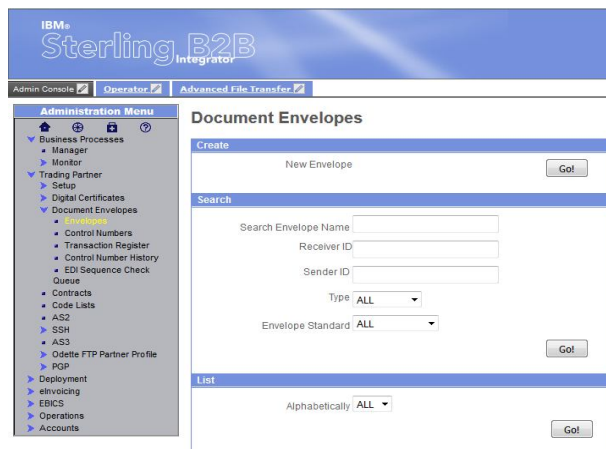 IBM®
Sterling B2B
Integrator
Admin Console
Operator
Advanced File Transfer
Administration Menu
Business Processes
Manager
Monitor
Trading Partner
Setup
Digital Certificates
Document Envelopes
Envelopes
Control Numbers
Transaction Register
Control Number History
EDI Sequence Check
Queue
Contracts
Code Lists
AS2
SSH
AS3
Odette FTP Partner Profile
PGP
Deployment
eInvoicing
EBICS
Operations
Accounts
Document Envelopes
Create
New Envelope
Go!
Search
Search Envelope Name
Receiver ID
Sender ID
Type ALL
Envelope Standard ALL
Go!
List
Alphabetically ALL
Go!